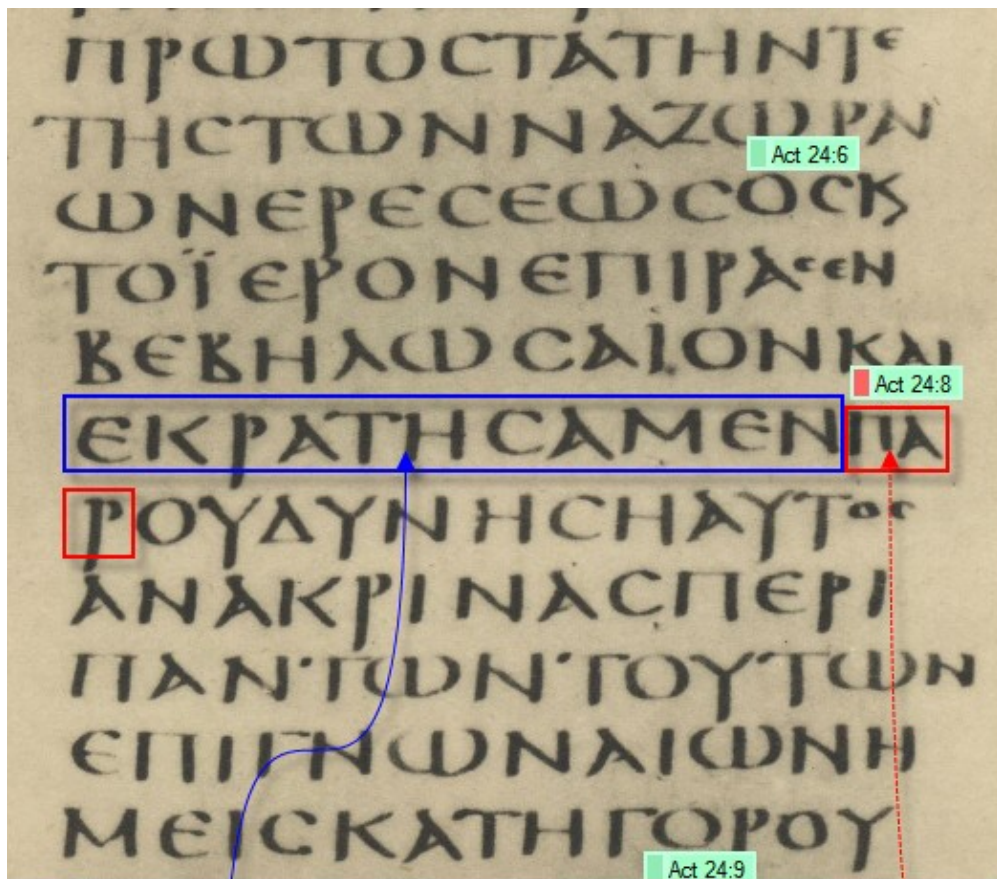 ΠΡΩΤΟϹΤΑΤΗΝΤΕ
ΤΗϹΤΩΝΝΑΖΩΡΑΙ
Act 24:6
ΩΝΕΡΕϹΕΩϹΟϹϏ
ΤΟΪΕΡΟΝΕΠΙΡΑϹΕΝ
ΒΕΒΗΛΩϹΑΙΟΝΚΑΙ
Act 24:8
ΕΚΡΑΤΗϹΑΜΕΝΠΑ
ΡΟΥΔΥΝΗϹΗΑΥΤΟϹ
ΑΝΑΚΡΙΝΑϹΠΕΡΙ
ΠΑΝΤΩΝΤΟΥΤΩΝ
ΕΠΙΓΝΩΝΑΙΩΝΗ
ΜΕΙϹΚΑΤΗΓΟΡΟΥ
Act 24:9